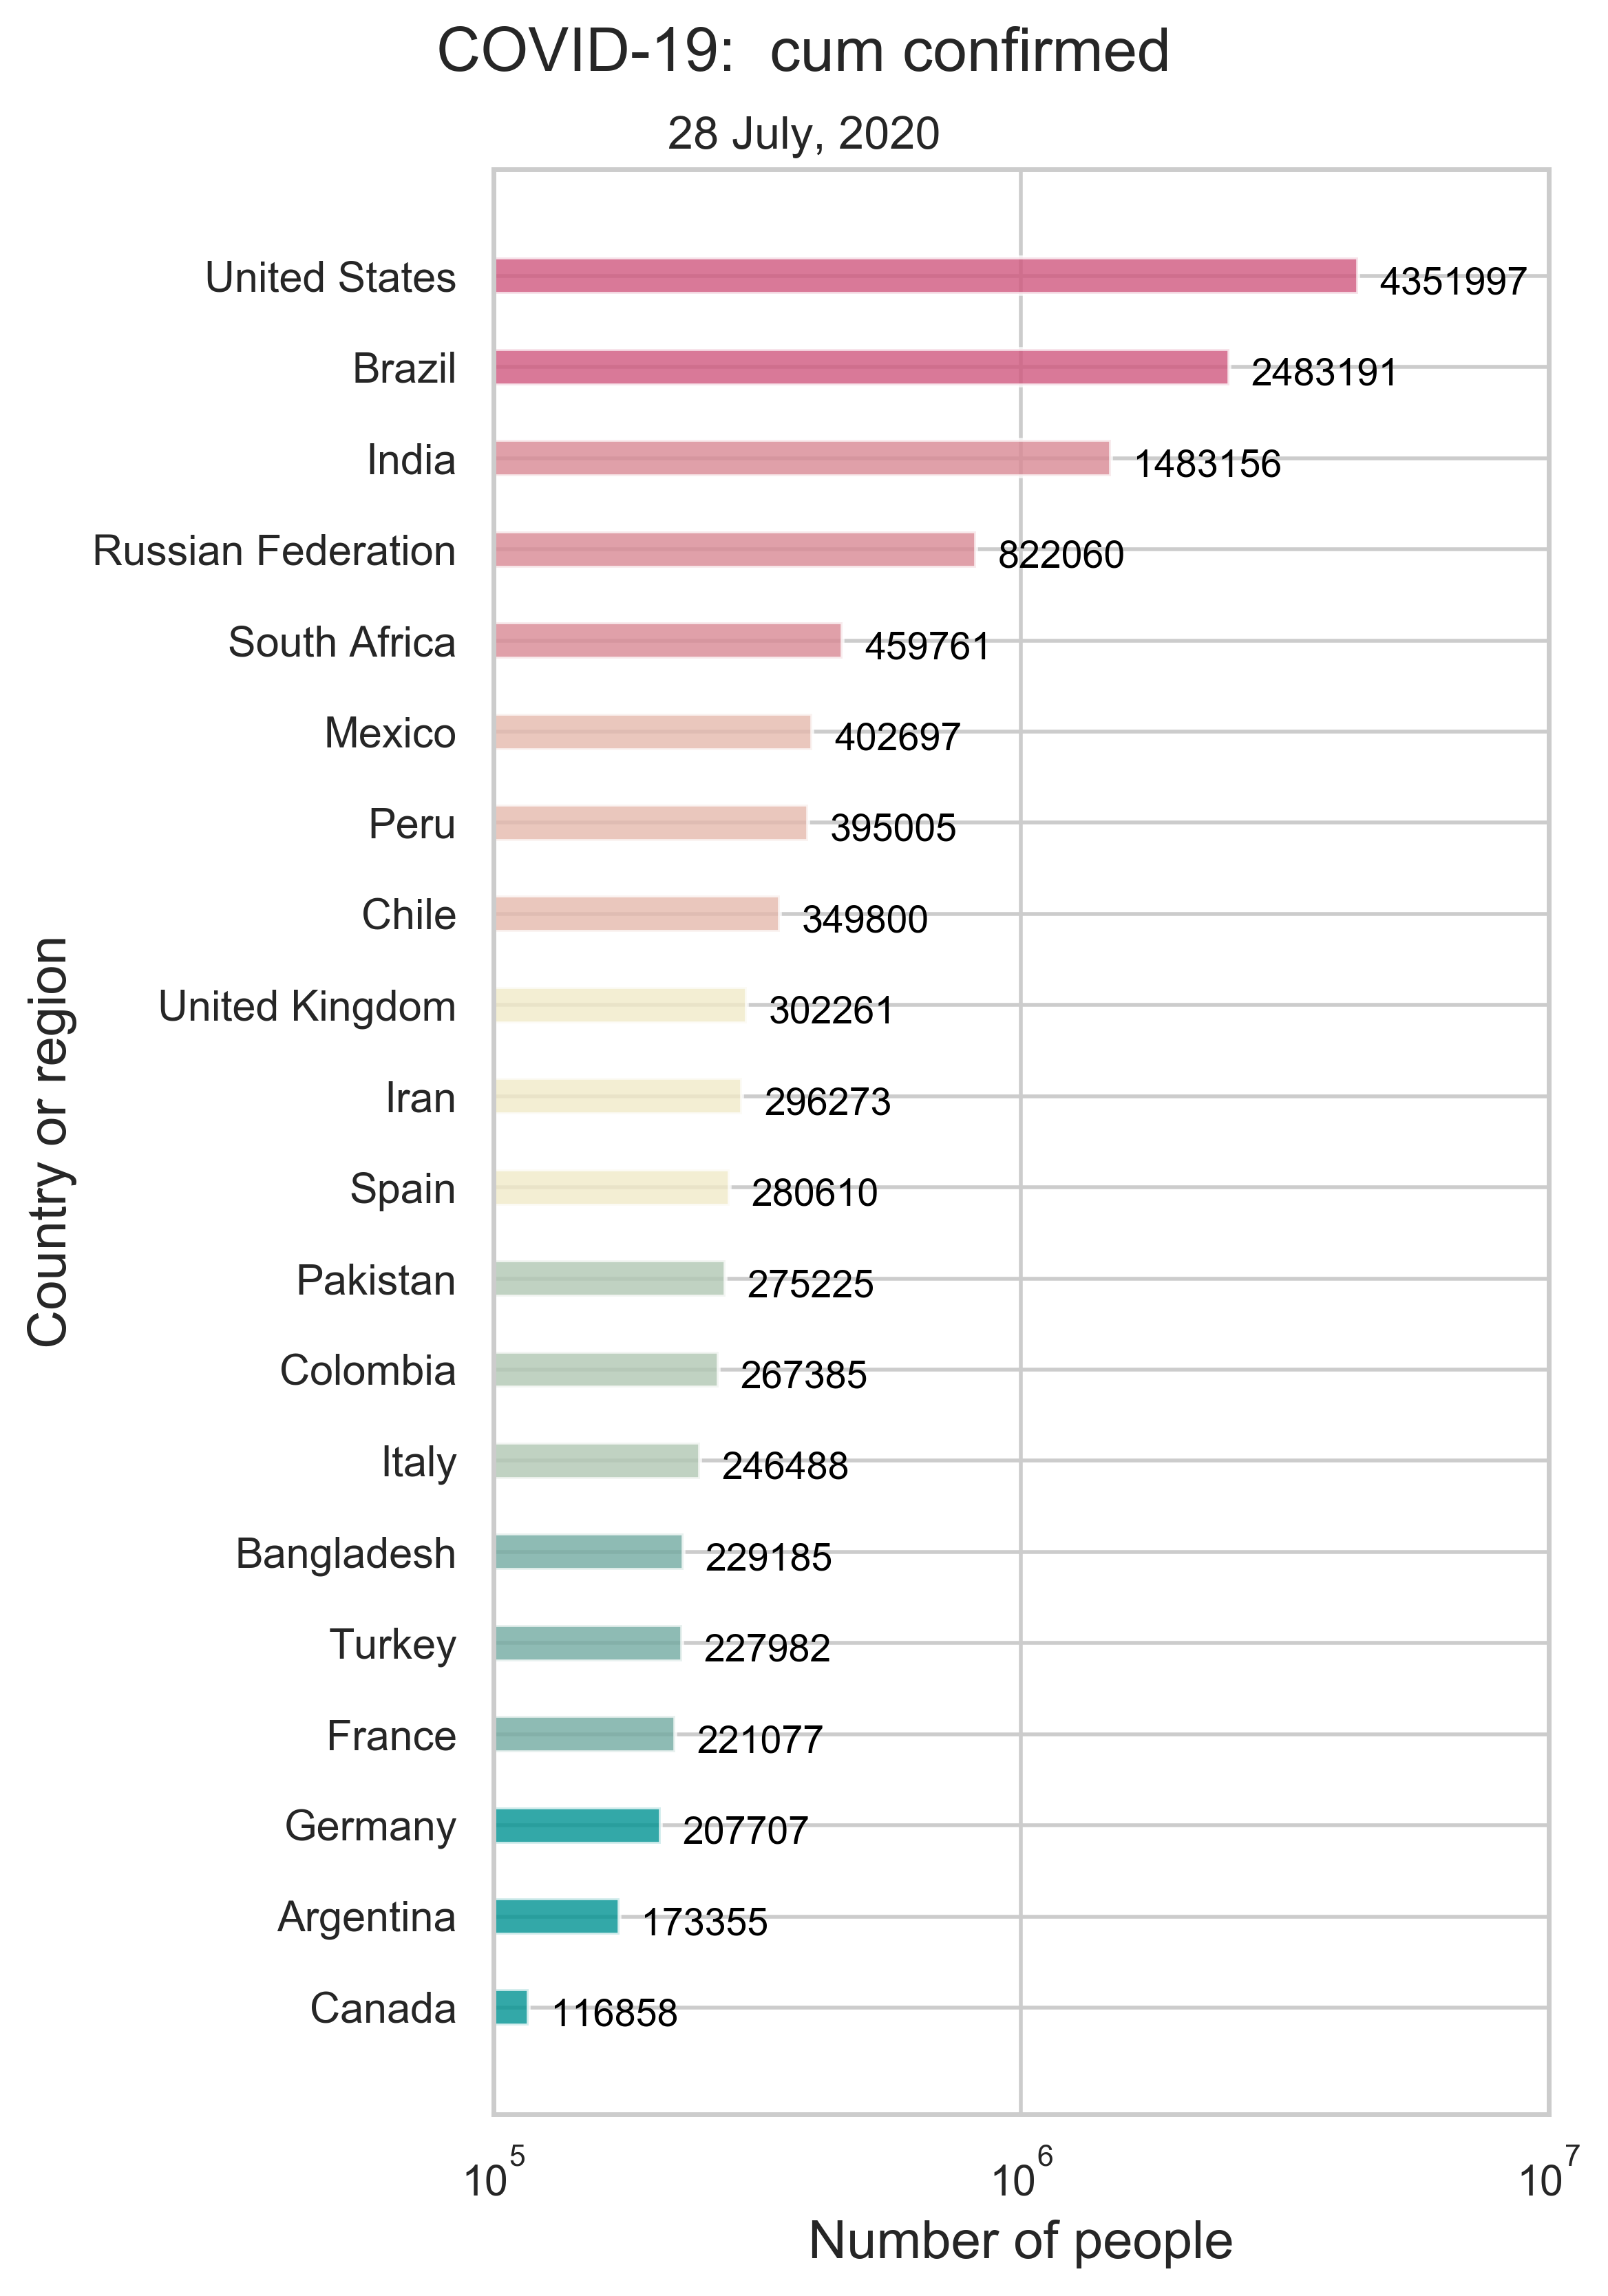 COVID-19:  cum confirmed
28 July, 2020
United States 4351997
Brazil 2483191
India 1483156
Russian Federation 822060
South Africa 459761
Mexico 402697
Peru 395005
Chile 349800
United Kingdom 302261
Iran 296273
Spain 280610
Pakistan 275225
Colombia 267385
Italy 246488
Bangladesh 229185
Turkey 227982
France 221077
Germany 207707
Argentina 173355
Canada 116858
Country or region
10^5 10^6 10^7
Number of people